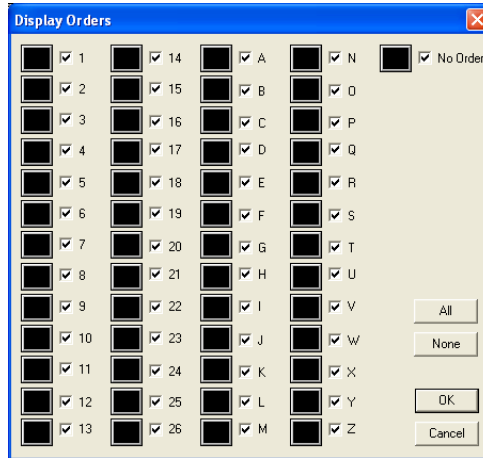 Display Orders
1 14 A N No Order
2 15 B O
3 16 C P
4 17 D Q
5 18 E R
6 19 F S
7 20 G T
8 21 H U
9 22 I V All
10 23 J W None
11 24 K X
12 25 L Y OK
13 26 M Z Cancel